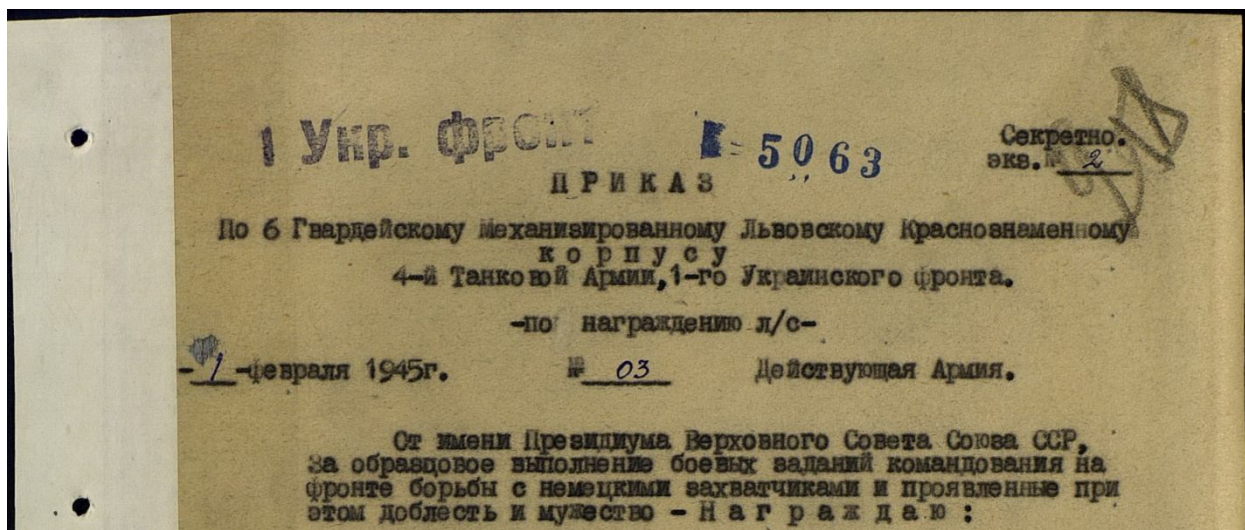 1 Укр. фронт № 5063
Секретно.
экз.№ 2
ПРИКАЗ
По 6 Гвардейскому Механизированному Львовскому Краснознаменному
корпусу
4-й Танковой Армии,1-го Украинского фронта.
-по награждению л/с-
-1-февраля 1945г. № 03 Действующая Армия.
От имени Президиума Верховного Совета Союза ССР,
За образцовое выполнение боевых заданий командования на
фронте борьбы с немецкими захватчиками и проявленные при
этом доблесть и мужество - Н а г р а ж д а ю :